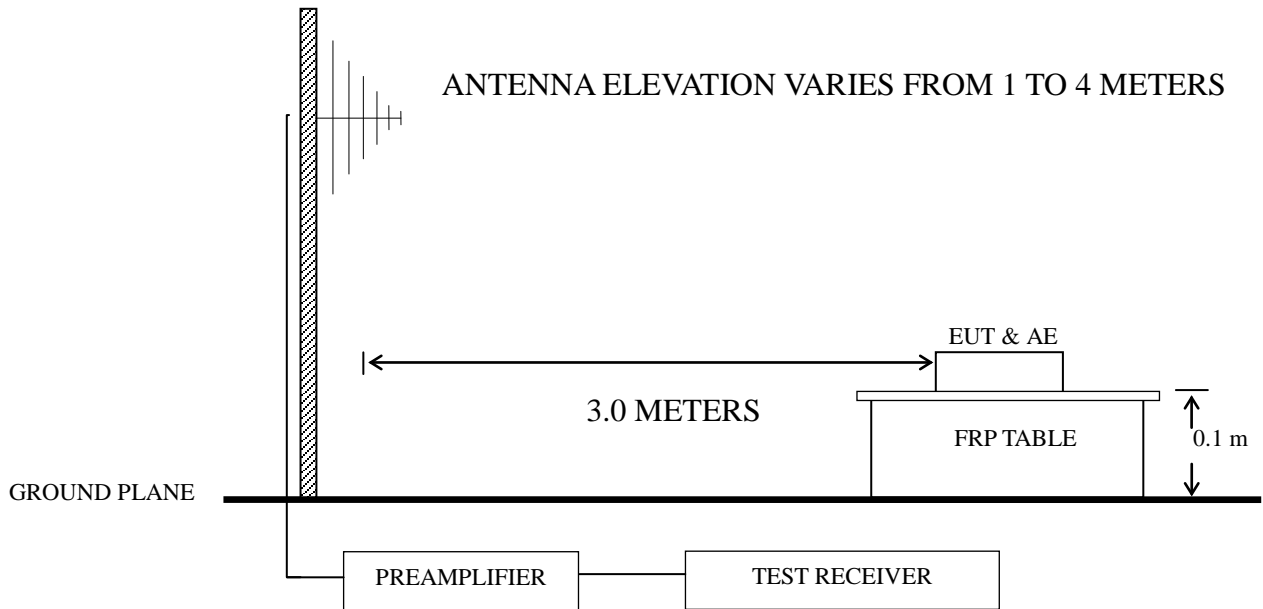 ANTENNA ELEVATION VARIES FROM 1 TO 4 METERS
EUT & AE
3.0 METERS
FRP TABLE
0.1 m
GROUND PLANE
PREAMPLIFIER
TEST RECEIVER